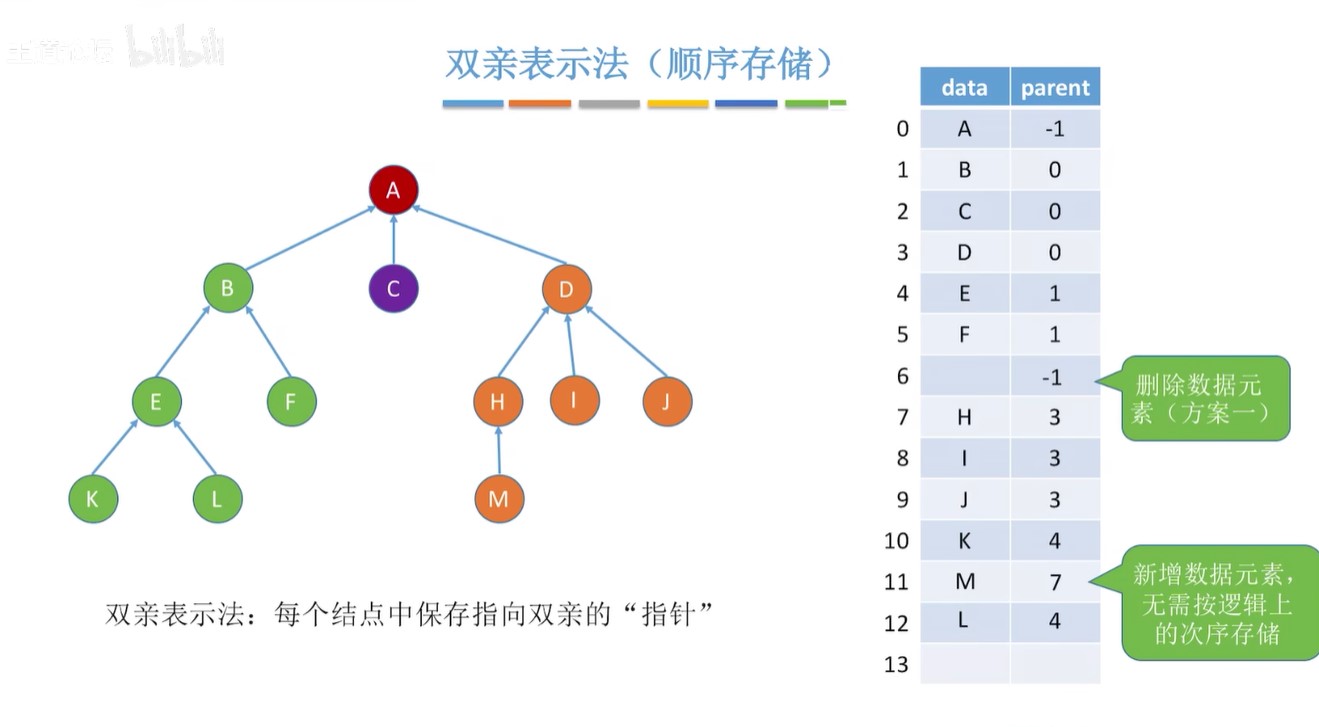 bilibili
双亲表示法（顺序存储）
A
B
C
D
E
F
H
I
J
K
L
M
双亲表示法：每个结点中保存指向双亲的“指针”
data parent
0 A -1
1 B 0
2 C 0
3 D 0
4 E 1
5 F 1
6 -1
7 H 3
8 I 3
9 J 3
10 K 4
11 M 7
12 L 4
13
删除数据元
素（方案一）
新增数据元素，
无需按逻辑上
的次序存储